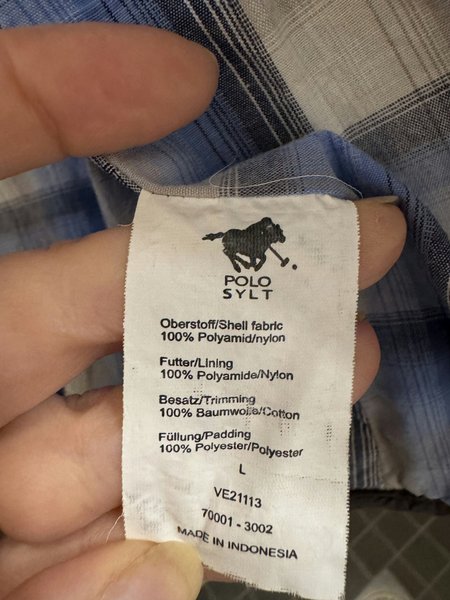 POLO
SYLT
Oberstoff/Shell fabric
100% Polyamid/nylon
Futter/Lining
100% Polyamide/Nylon
Besatz/Trimming
100% Baumwolle/Cotton
Füllung/Padding
100% Polyester/Polyester
L
VE21113
70001 - 3002
MADE IN INDONESIA